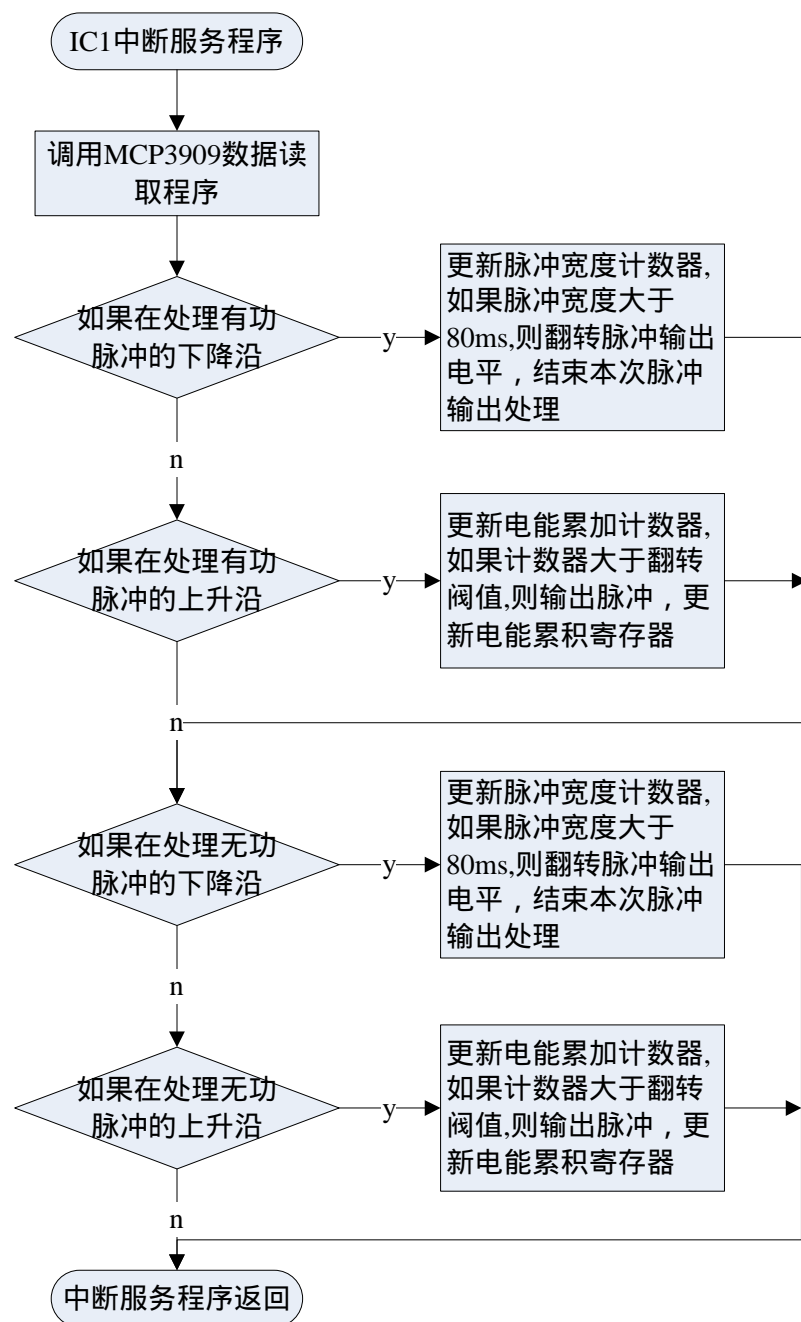 IC1中断服务程序
调用MCP3909数据读
取程序
如果在处理有功
脉冲的下降沿
y
更新脉冲宽度计数器,
如果脉冲宽度大于
80ms,则翻转脉冲输出
电平，结束本次脉冲
输出处理
n
如果在处理有功
脉冲的上升沿
y
更新电能累加计数器,
如果计数器大于翻转
阀值,则输出脉冲，更
新电能累积寄存器
n
如果在处理无功
脉冲的下降沿
y
更新脉冲宽度计数器,
如果脉冲宽度大于
80ms,则翻转脉冲输出
电平，结束本次脉冲
输出处理
n
如果在处理无功
脉冲的上升沿
y
更新电能累加计数器,
如果计数器大于翻转
阀值,则输出脉冲，更
新电能累积寄存器
n
中断服务程序返回